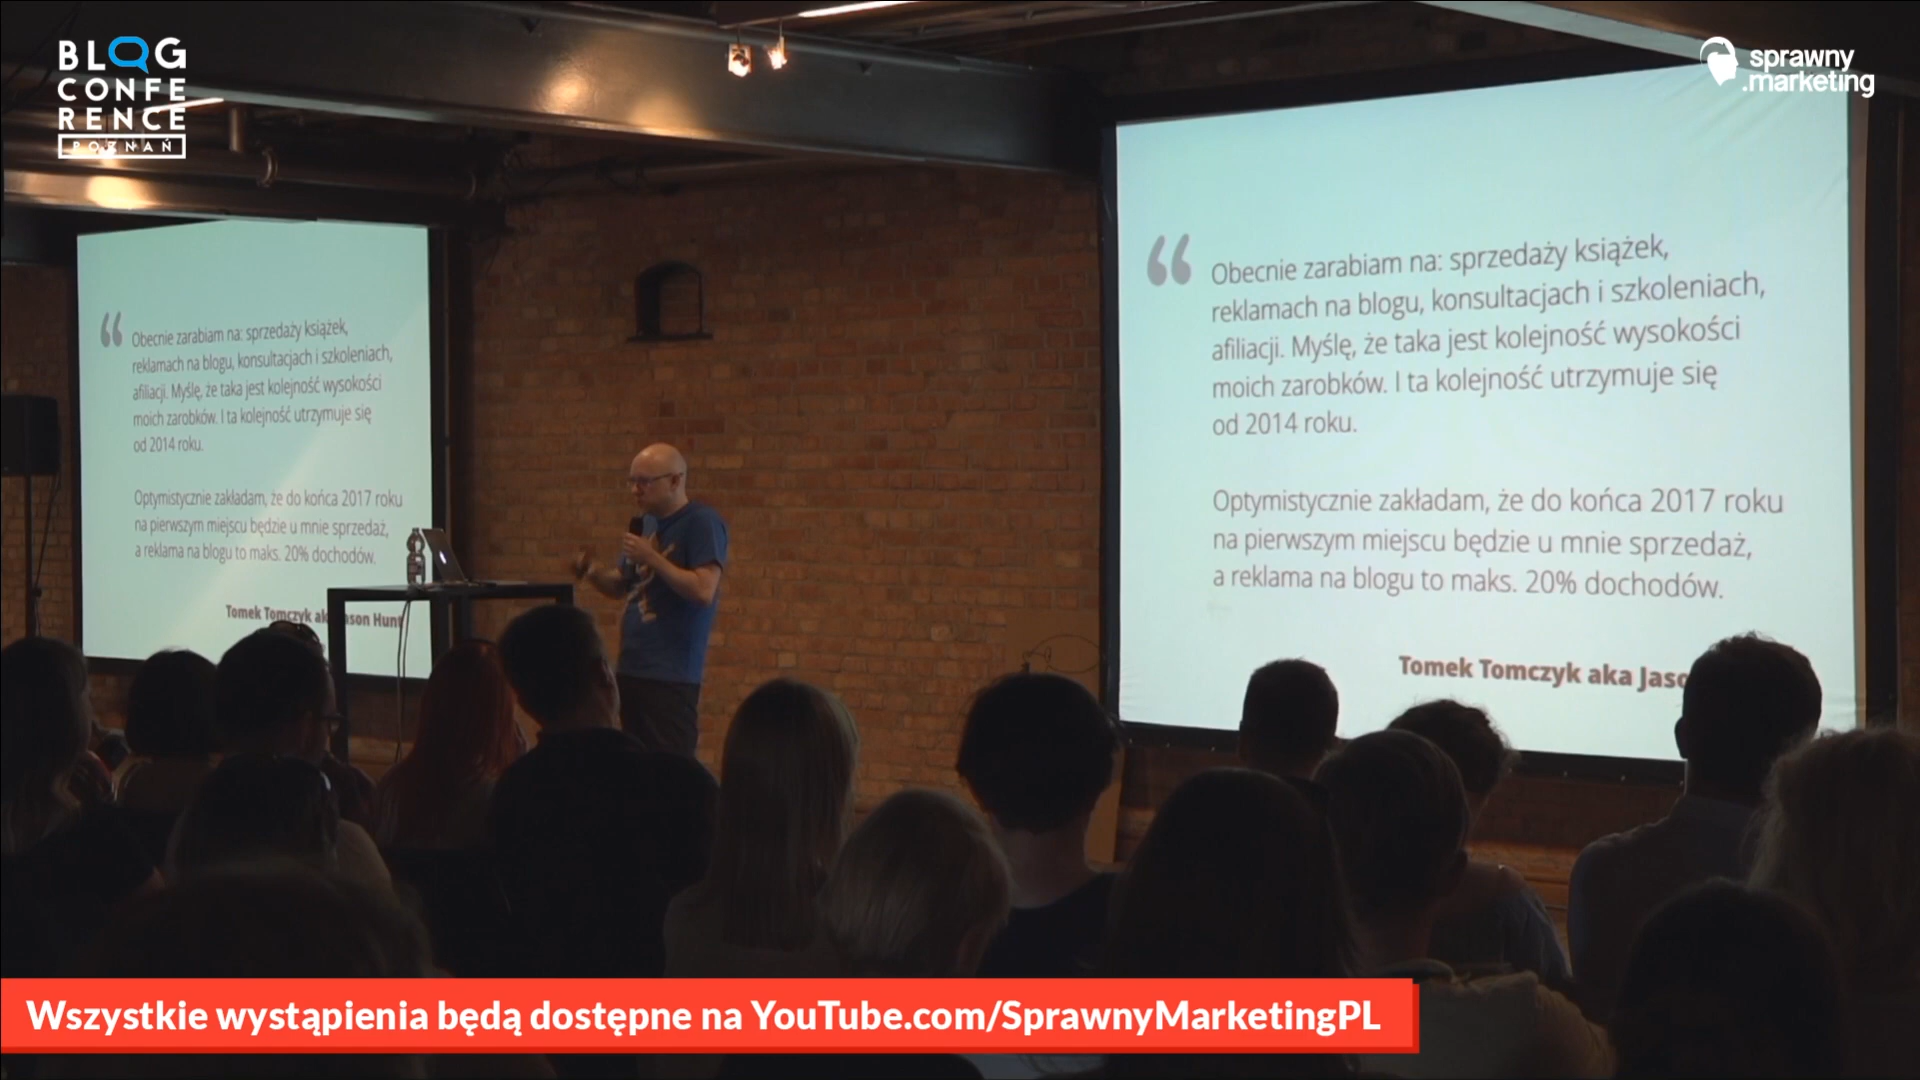 BLOG
CONFE
RENCE
POZNAŃ
sprawny
.marketing
“ Obecnie zarabiam na: sprzedaży książek,
reklamach na blogu, konsultacjach i szkoleniach,
afiliacji. Myślę, że taka jest kolejność wysokości
moich zarobków. I ta kolejność utrzymuje się
od 2014 roku.
Optymistycznie zakładam, że do końca 2017 roku
na pierwszym miejscu będzie u mnie sprzedaż,
a reklama na blogu to maks. 20% dochodów.
Tomek Tomczyk ak ason Hunt
“ Obecnie zarabiam na: sprzedaży książek,
reklamach na blogu, konsultacjach i szkoleniach,
afiliacji. Myślę, że taka jest kolejność wysokości
moich zarobków. I ta kolejność utrzymuje się
od 2014 roku.
Optymistycznie zakładam, że do końca 2017 roku
na pierwszym miejscu będzie u mnie sprzedaż,
a reklama na blogu to maks. 20% dochodów.
Tomek Tomczyk aka Jaso
Wszystkie wystąpienia będą dostępne na YouTube.com/SprawnyMarketingPL